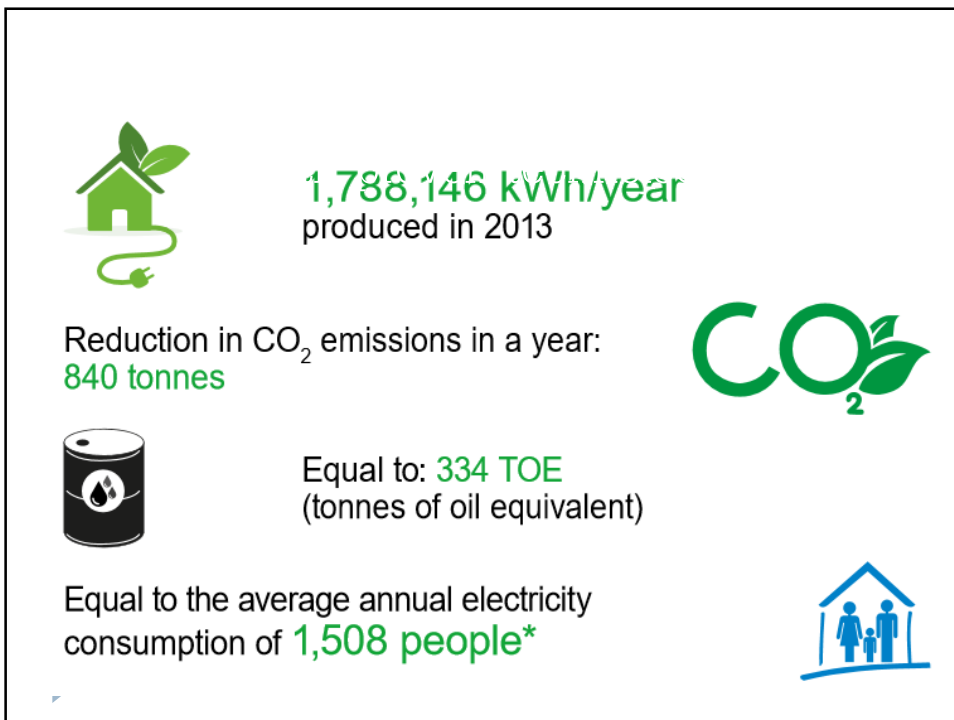 1,788,146 kWh/year
produced in 2013
Reduction in CO₂ emissions in a year:
840 tonnes
CO₂
Equal to: 334 TOE
(tonnes of oil equivalent)
Equal to the average annual electricity
consumption of 1,508 people*